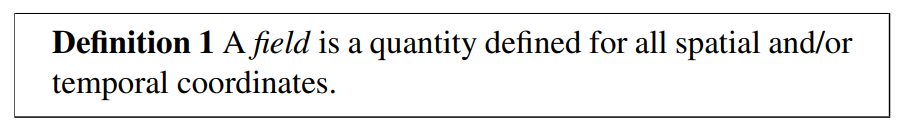 Definition 1 A field is a quantity defined for all spatial and/or
temporal coordinates.